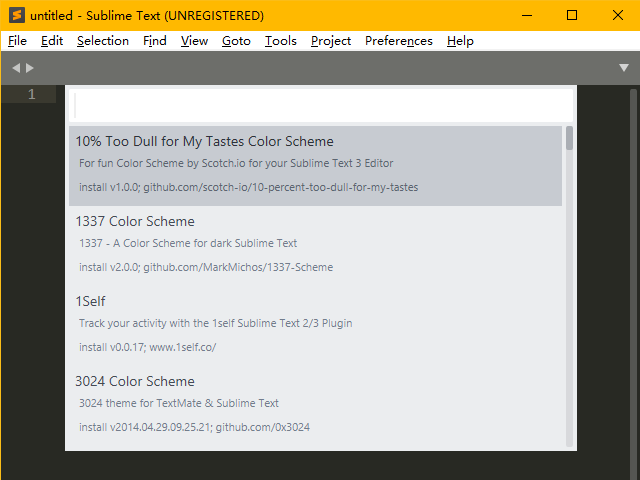 untitled - Sublime Text (UNREGISTERED)
File Edit Selection Find View Goto Tools Project Preferences Help
1
10% Too Dull for My Tastes Color Scheme
For fun Color Scheme by Scotch.io for your Sublime Text 3 Editor
install v1.0.0; github.com/scotch-io/10-percent-too-dull-for-my-tastes
1337 Color Scheme
1337 - A Color Scheme for dark Sublime Text
install v2.0.0; github.com/MarkMichos/1337-Scheme
1Self
Track your activity with the 1self Sublime Text 2/3 Plugin
install v0.0.17; www.1self.co/
3024 Color Scheme
3024 theme for TextMate & Sublime Text
install v2014.04.29.09.25.21; github.com/0x3024